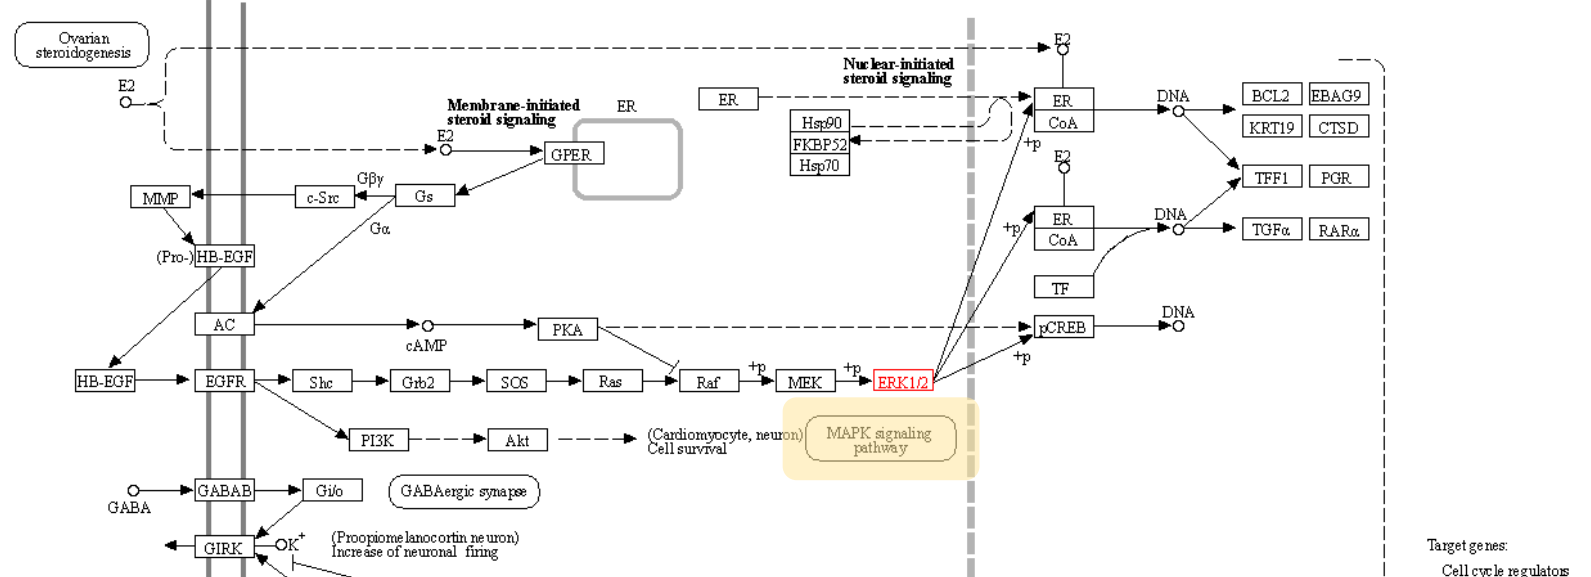 Ovarian
steroidogenesis
E2
E2
Nuclear-initiated
steroid signaling
Membrane-initiated
steroid signaling
ER
ER
ER
CoA
DNA
BCL2
EBAG9
KRT19
CTSD
Hsp90
FKBP52
Hsp70
+p
E2
GPER
E2
Gβγ
MMP
c-Src
Gs
TFF1
PGR
Gα
+p
ER
CoA
DNA
TGFα
RARα
(Pro-)
HB-EGF
TF
AC
cAMP
PKA
pCREB
DNA
+p
HB-EGF
EGFR
Shc
Grb2
SOS
Ras
Raf
+p
MEK
+p
ERK1/2
PI3K
Akt
(Cardiomyocyte, neuron)
Cell survival
MAPK signaling
pathway
GABA
GABAB
Gi/o
GABAergic synapse
GIRK
K+
(Proopiomelanocortin neuron)
Increase of neuronal firing
Target genes:
Cell cycle regulators